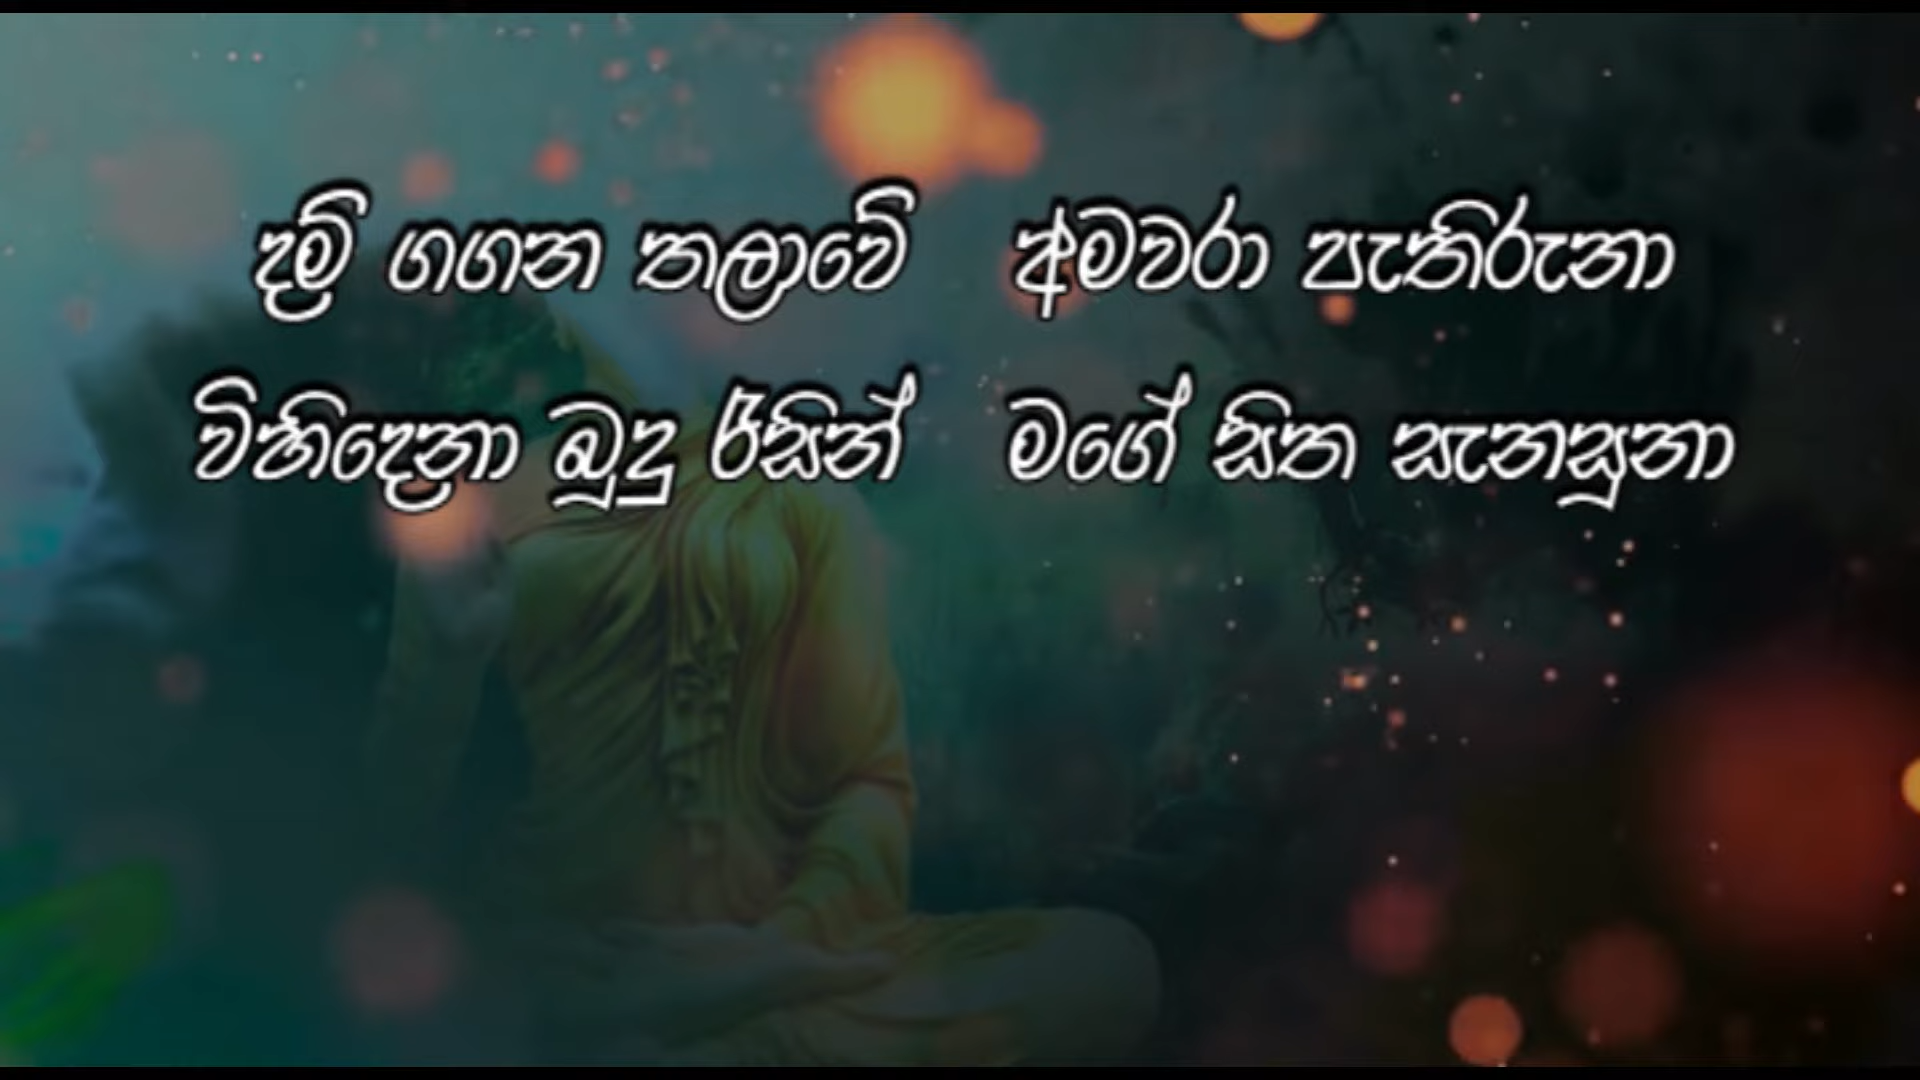 දම් ගගන තලාවේ අමවරා පැතිරුනා
විහිදෙනා බුදු රැසින් මගේ සිත සැනසුනා